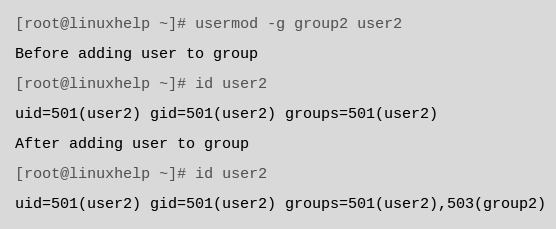 [root@linuxhelp ~]# usermod -g group2 user2
Before adding user to group
[root@linuxhelp ~]# id user2
uid=501(user2) gid=501(user2) groups=501(user2)
After adding user to group
[root@linuxhelp ~]# id user2
uid=501(user2) gid=501(user2) groups=501(user2),503(group2)